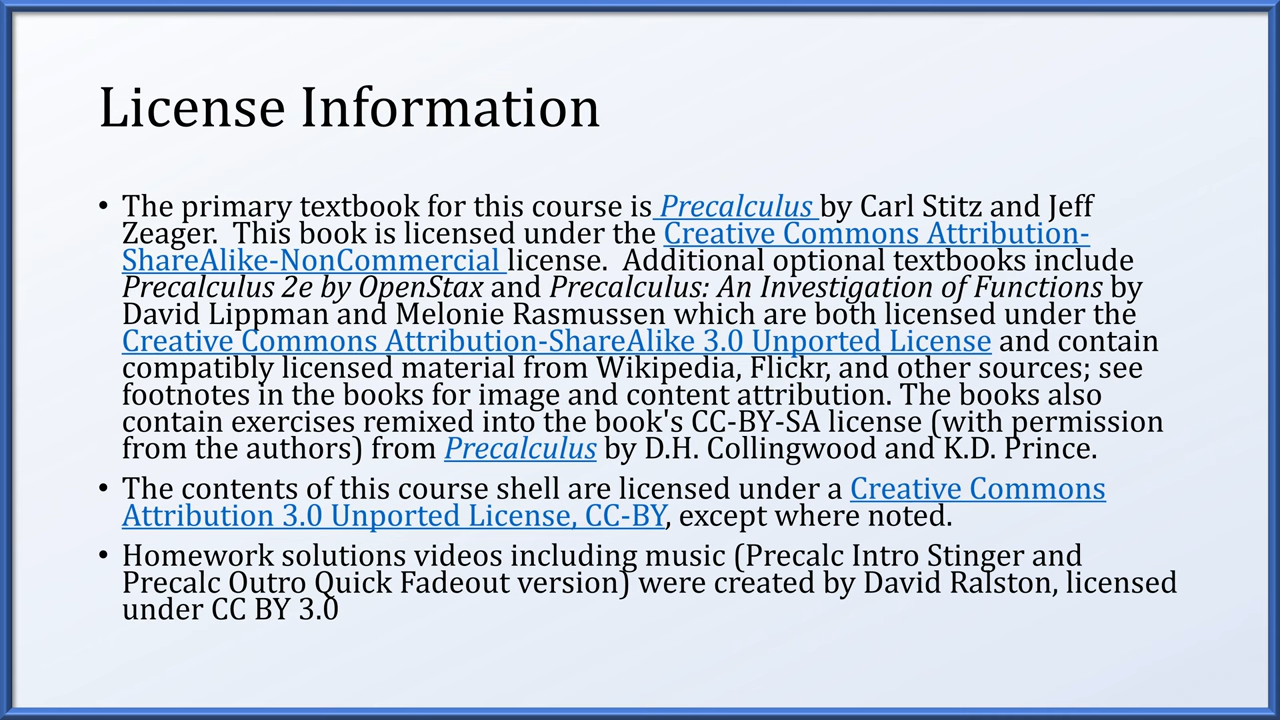 License Information
• The primary textbook for this course is Precalculus by Carl Stitz and Jeff
Zeager.  This book is licensed under the Creative Commons Attribution-
ShareAlike-NonCommercial license.  Additional optional textbooks include
Precalculus 2e by OpenStax and Precalculus: An Investigation of Functions by
David Lippman and Melonie Rasmussen which are both licensed under the
Creative Commons Attribution-ShareAlike 3.0 Unported License and contain
compatibly licensed material from Wikipedia, Flickr, and other sources; see
footnotes in the books for image and content attribution. The books also
contain exercises remixed into the book's CC-BY-SA license (with permission
from the authors) from Precalculus by D.H. Collingwood and K.D. Prince.
• The contents of this course shell are licensed under a Creative Commons
Attribution 3.0 Unported License, CC-BY, except where noted.
• Homework solutions videos including music (Precalc Intro Stinger and
Precalc Outro Quick Fadeout version) were created by David Ralston, licensed
under CC BY 3.0